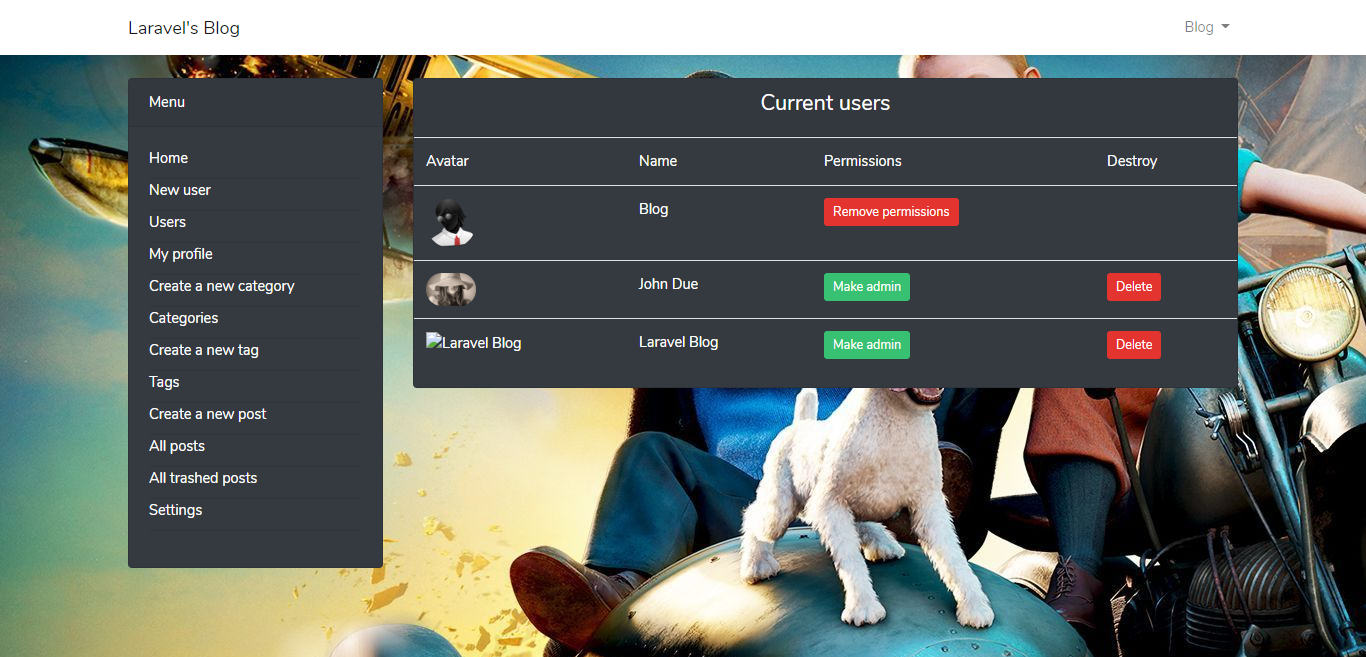 Laravel's Blog
Blog
Menu
Home
New user
Users
My profile
Create a new category
Categories
Create a new tag
Tags
Create a new post
All posts
All trashed posts
Settings
Current users
Avatar Name Permissions Destroy
Blog Remove permissions
John Due Make admin Delete
Laravel Blog Laravel Blog Make admin Delete